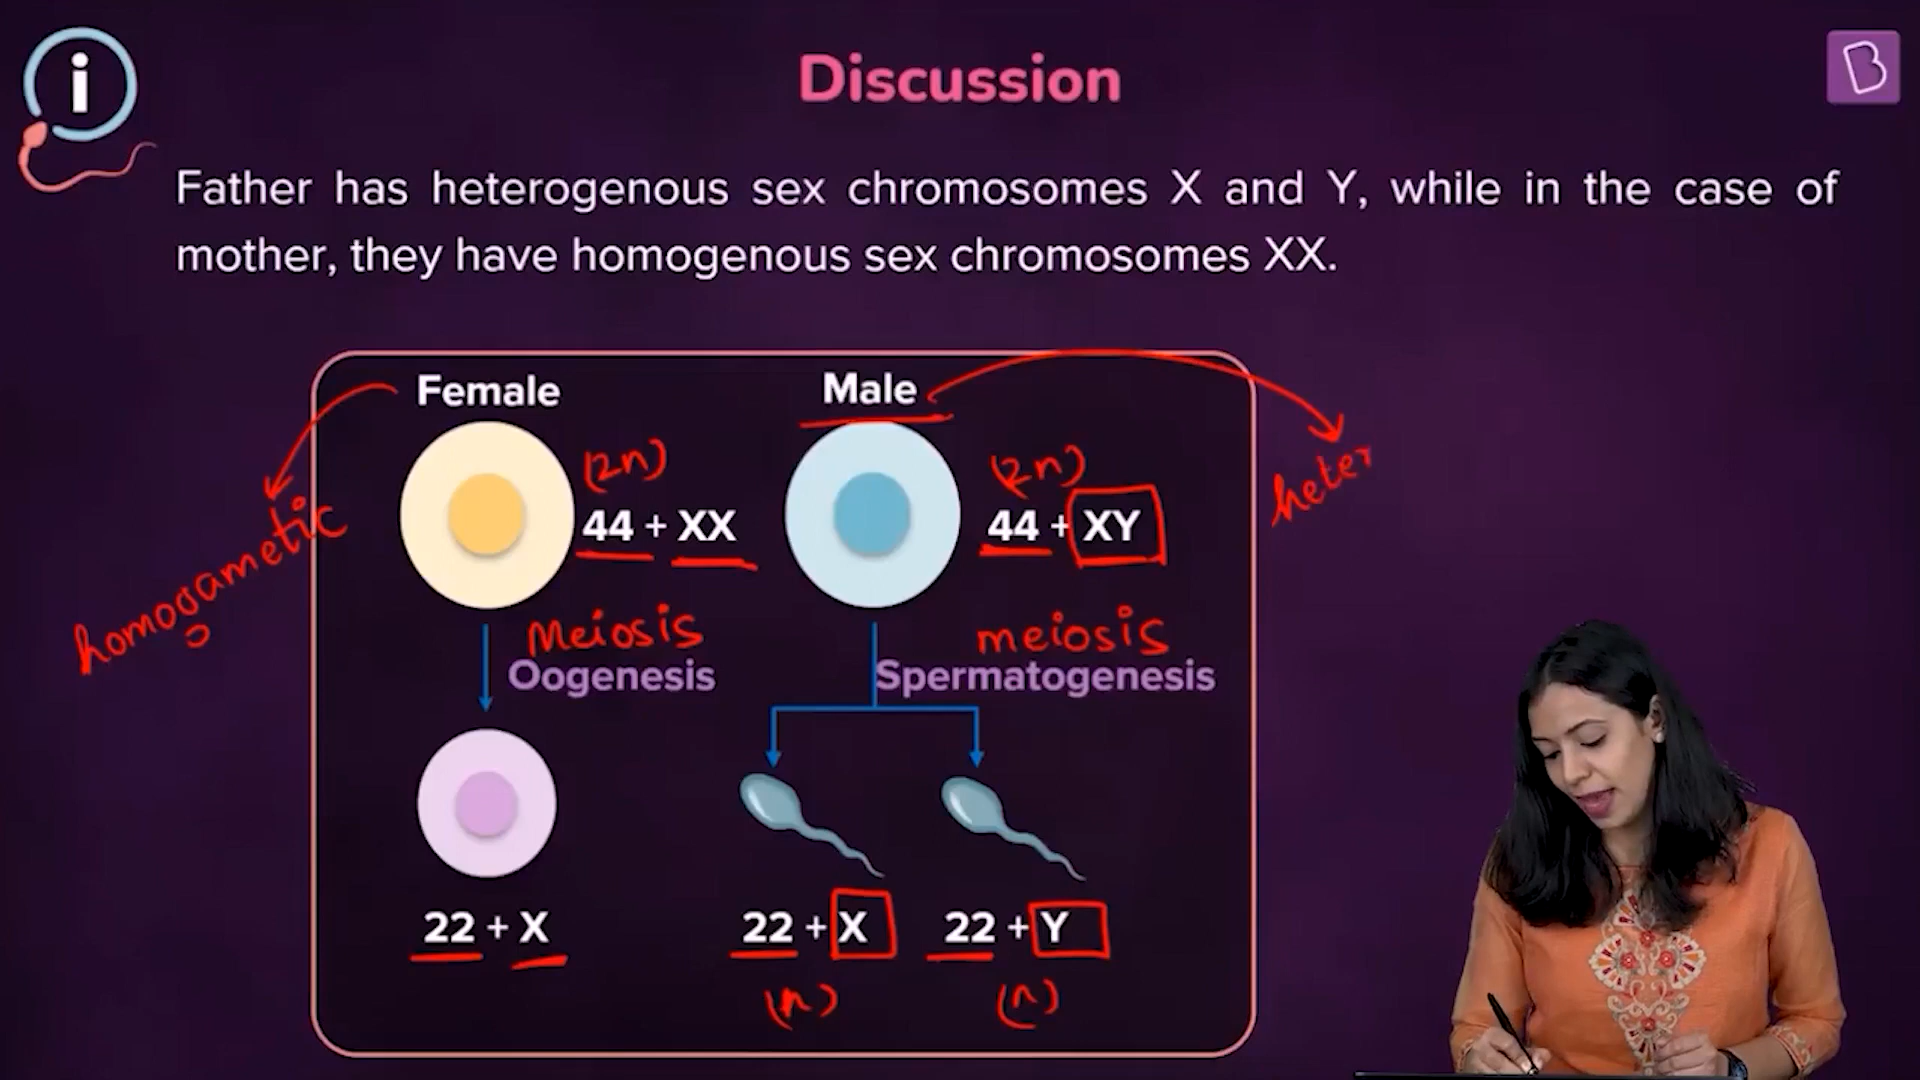 i
Discussion
B
Father has heterogenous sex chromosomes X and Y, while in the case of
mother, they have homogenous sex chromosomes XX.
Female
Male
(2n)
(2n)
44 + XX
44 + XY
homogametic
heter
Meiosis
meiosis
Oogenesis
Spermatogenesis
22 + X
22 + X
22 + Y
(n)
(n)